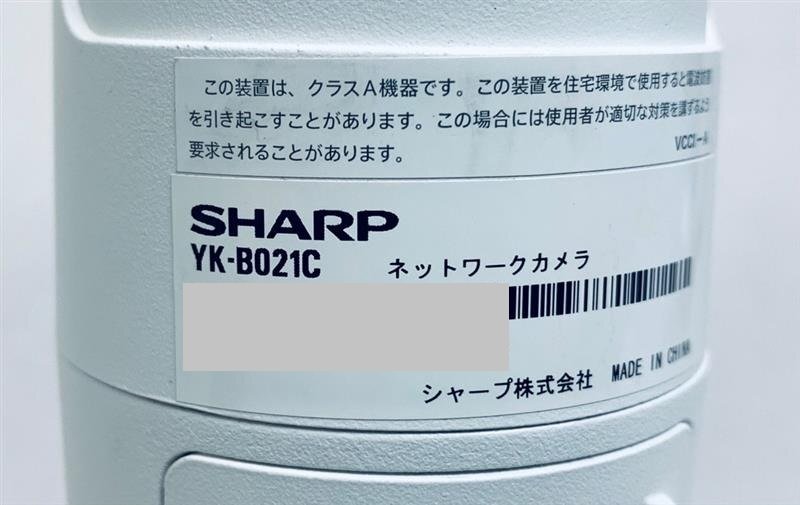 この装置は、クラスA機器です。この装置を住宅環境で使用すると電波妨害
を引き起こすことがあります。この場合には使用者が適切な対策を講ずるよう
要求されることがあります。
VCCI-A
SHARP
YK-B021C ネットワークカメラ
シャープ株式会社 MADE IN CHINA